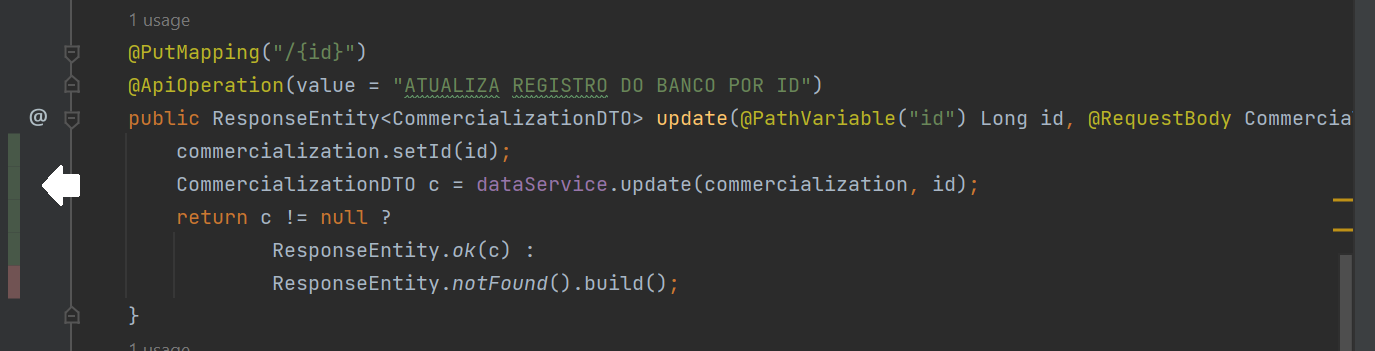 1 usage
@PutMapping("/{id}")
@ApiOperation(value = "ATUALIZA REGISTRO DO BANCO POR ID")
@ public ResponseEntity<CommercializationDTO> update(@PathVariable("id") Long id, @RequestBody Commercia
commercialization.setId(id);
CommercializationDTO c = dataService.update(commercialization, id);
return c != null ?
ResponseEntity.ok(c) :
ResponseEntity.notFound().build();
}
1 usage